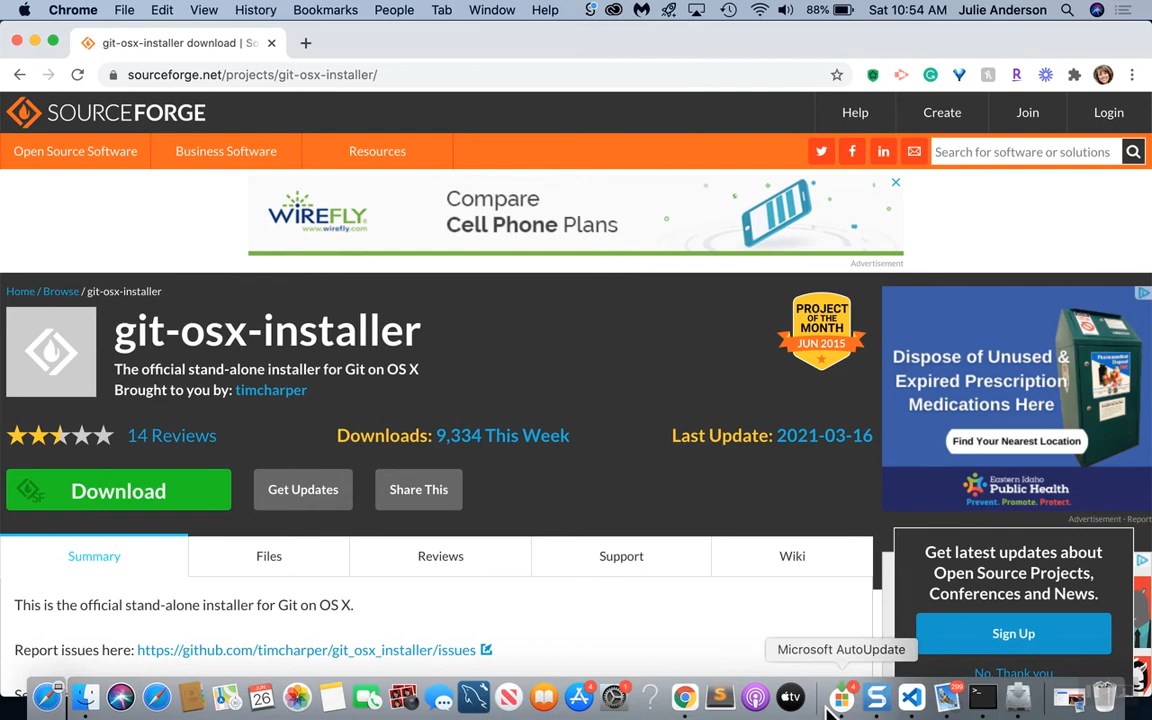 Chrome File Edit View History Bookmarks People Tab Window Help 88% Sat 10:54 AM Julie Anderson
git-osx-installer download | So
sourceforge.net/projects/git-osx-installer/
SOURCEFORGE Help Create Join Login
Open Source Software Business Software Resources Search for software or solutions
WIREFLY
www.wirefly.com
Compare
Cell Phone Plans
Advertisement
Home / Browse / git-osx-installer
git-osx-installer
The official stand-alone installer for Git on OS X
Brought to you by: timcharper
PROJECT
OF THE
MONTH
JUN 2015
14 Reviews Downloads: 9,334 This Week Last Update: 2021-03-16
SF Download Get Updates Share This
Dispose of Unused &
Expired Prescription
Medications Here
Find Your Nearest Location
Eastern Idaho
Public Health
Prevent. Promote. Protect.
Advertisement - Report
Summary Files Reviews Support Wiki
This is the official stand-alone installer for Git on OS X.
Report issues here: https://github.com/timcharper/git_osx_installer/issues
Get latest updates about
Open Source Projects,
Conferences and News.
Sign Up
No, Thank you
Microsoft AutoUpdate
JUN
26
4
1
tv
4
299